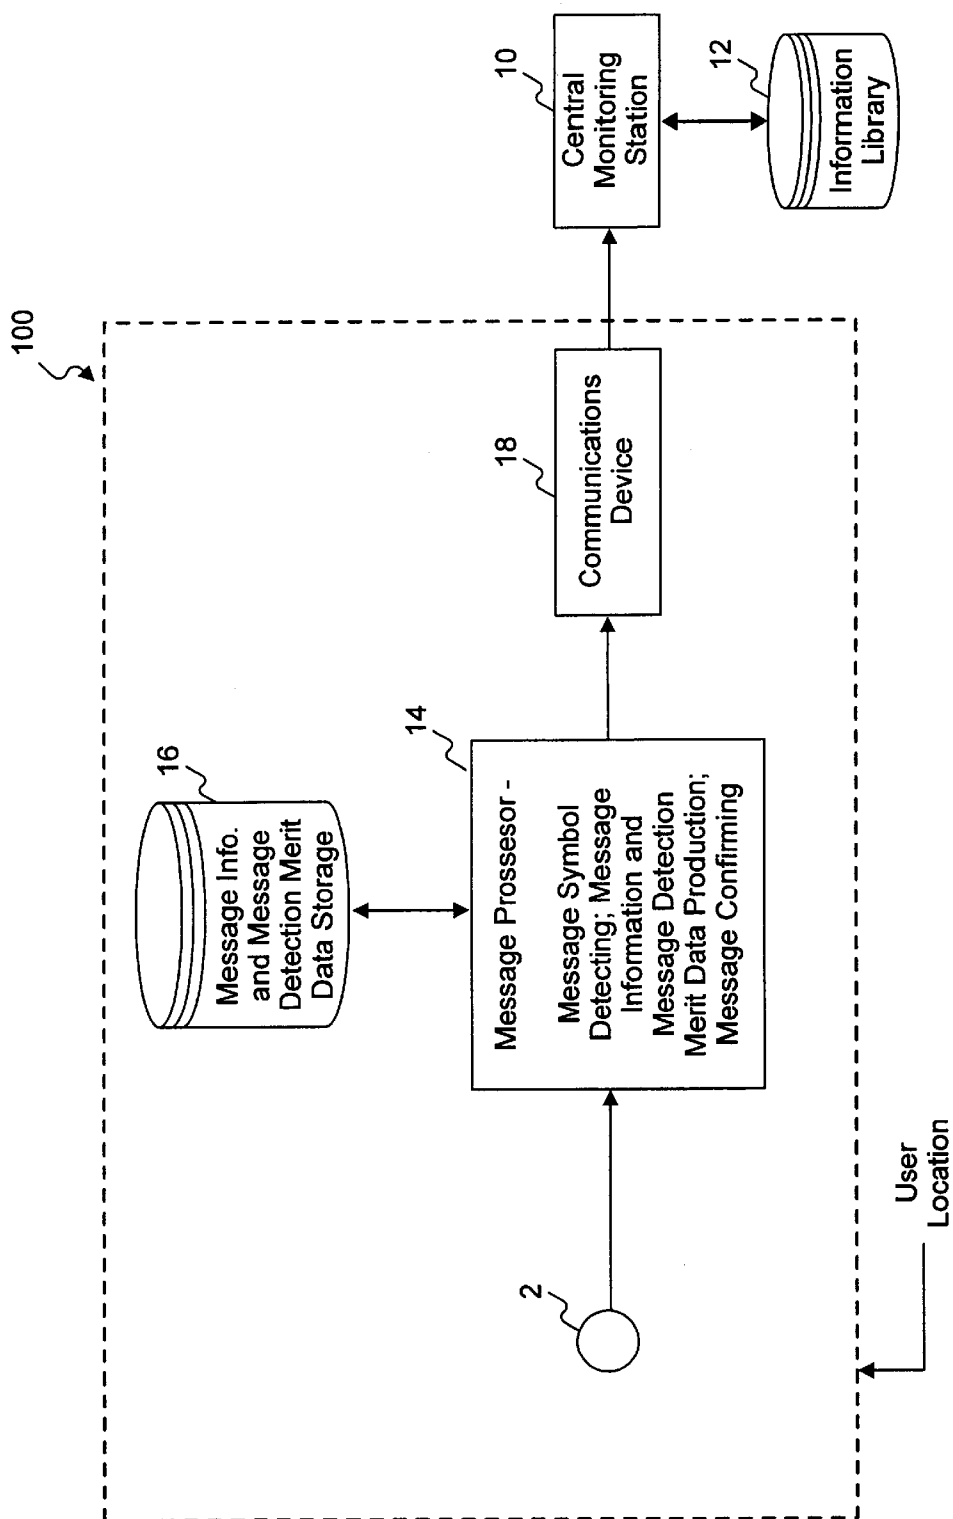 100
16
Message Info.
and Message
Detection Merit
Data Storage
14
Message Prossesor -
Message Symbol
Detecting; Message
Information and
Message Detection
Merit Data Production;
Message Confirming
2
18
Communications
Device
10
Central
Monitoring
Station
12
Information
Library
User
Location